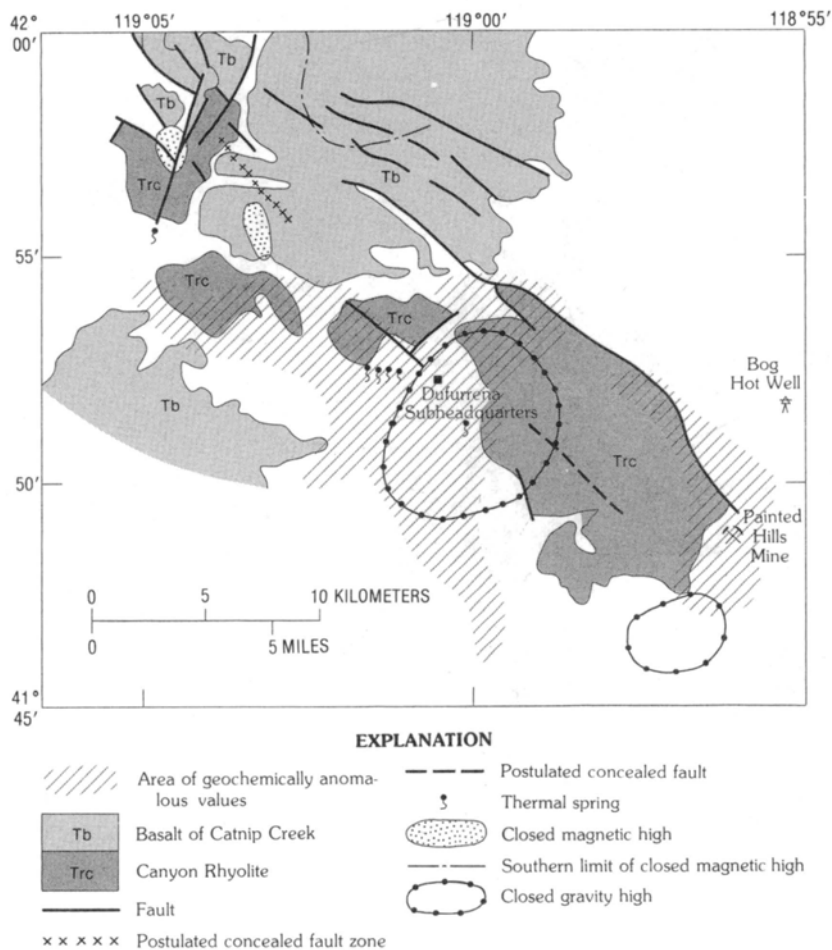 119°05′ 119°00′ 118°55′
42°
00′
Tb
Tb
Tb
Trc
55′
Trc
Trc
Bog
Hot Well
Dufurrena
Subheadquarters
Tb
Trc
50′
Painted
Hills
Mine
0 5 10 KILOMETERS
0 5 MILES
41°
45′
EXPLANATION
Area of geochemically anoma-
lous values
Tb Basalt of Catnip Creek
Trc Canyon Rhyolite
Fault
Postulated concealed fault zone
Postulated concealed fault
Thermal spring
Closed magnetic high
Southern limit of closed magnetic high
Closed gravity high